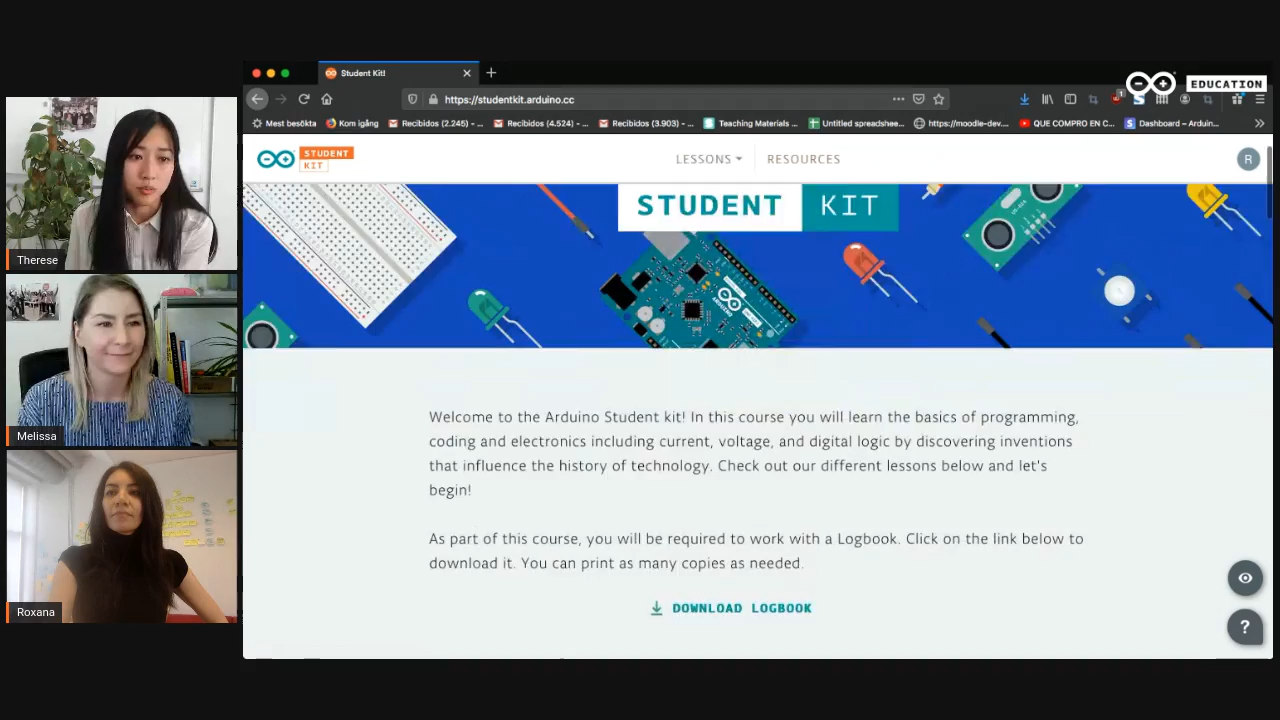 Student Kit!
EDUCATION
https://studentkit.arduino.cc
Mest besökta
Kom igång
Recibidos (2.245) - ...
Recibidos (4.524) - ...
Recibidos (3.903) - ...
Teaching Materials ...
Untitled spreadshee...
https://moodle-dev....
QUE COMPRO EN C...
Dashboard – Arduin...
STUDENT
KIT
LESSONS
RESOURCES
R
STUDENT KIT
ARDUINO
Welcome to the Arduino Student kit! In this course you will learn the basics of programming,
coding and electronics including current, voltage, and digital logic by discovering inventions
that influence the history of technology. Check out our different lessons below and let's
begin!
As part of this course, you will be required to work with a Logbook. Click on the link below to
download it. You can print as many copies as needed.
DOWNLOAD LOGBOOK
?
Therese
Melissa
Roxana